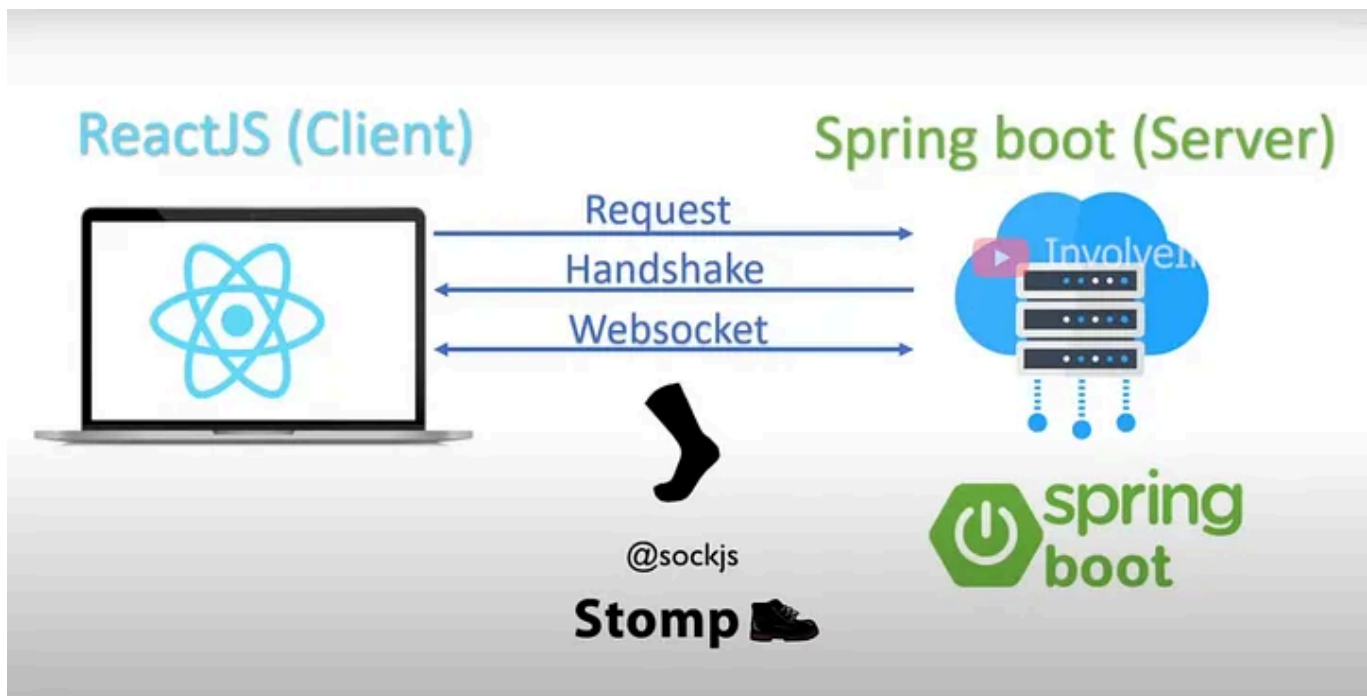 ReactJS (Client)
Spring boot (Server)
Request
Handshake
Websocket
@sockjs
Stomp
spring
boot